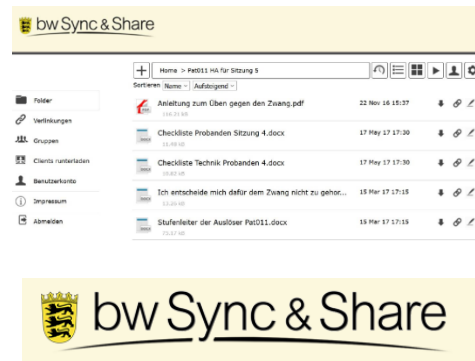 bw Sync & Share
Home > Pat011 HA für Sitzung 5
Sortieren Name Aufsteigend
Folder
Anleitung zum Üben gegen den Zwang.pdf 22 Nov 16 15:37
Verlinkungen
Checkliste Probanden Sitzung 4.docx 17 May 17 17:30
Gruppen
Clients runterladen
Checkliste Technik Probanden 4.docx 17 May 17 17:30
Benutzerkonto
Ich entscheide mich dafür dem Zwang nicht zu gehor... 15 Mar 17 17:15
Impressum
Abmelden
Stufenleiter der Auslöser Pat011.docx 15 Mar 17 17:15
bw Sync & Share